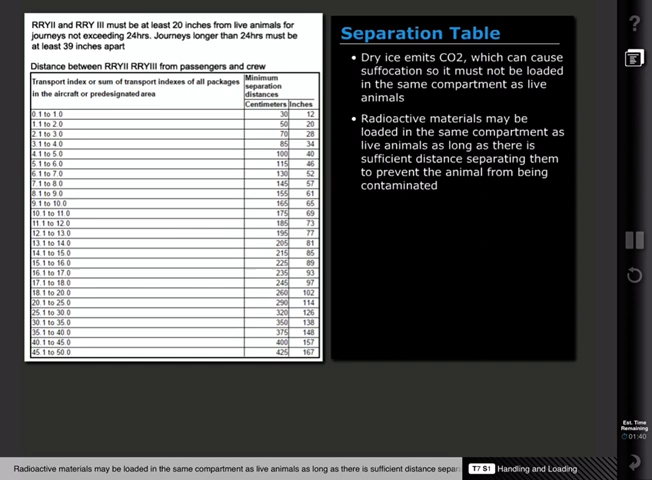 RRYII and RRY III must be at least 20 inches from live animals for
journeys not exceeding 24hrs. Journeys longer than 24hrs must be
at least 39 inches apart
Distance between RRYII RRYIII from passengers and crew
Transport index or sum of transport indexes of all packages
in the aircraft or predesignated area
Minimum
separation
distances
Centimeters Inches
0.1 to 1.0 30 12
1.1 to 2.0 50 20
2.1 to 3.0 70 28
3.1 to 4.0 85 34
4.1 to 5.0 100 40
5.1 to 6.0 115 46
6.1 to 7.0 130 52
7.1 to 8.0 145 57
8.1 to 9.0 155 61
9.1 to 10.0 165 65
10.1 to 11.0 175 69
11.1 to 12.0 185 73
12.1 to 13.0 195 77
13.1 to 14.0 205 81
14.1 to 15.0 215 85
15.1 to 16.0 225 89
16.1 to 17.0 235 93
17.1 to 18.0 245 97
18.1 to 20.0 260 102
20.1 to 25.0 290 114
25.1 to 30.0 320 126
30.1 to 35.0 350 138
35.1 to 40.0 375 148
40.1 to 45.0 400 157
45.1 to 50.0 425 167
Separation Table
• Dry ice emits CO2, which can cause
suffocation so it must not be loaded
in the same compartment as live
animals
• Radioactive materials may be
loaded in the same compartment as
live animals as long as there is
sufficient distance separating them
to prevent the animal from being
contaminated
?
Est. Time
Remaining
01:40
Radioactive materials may be loaded in the same compartment as live animals as long as there is sufficient distance separ
T7 S1 Handling and Loading